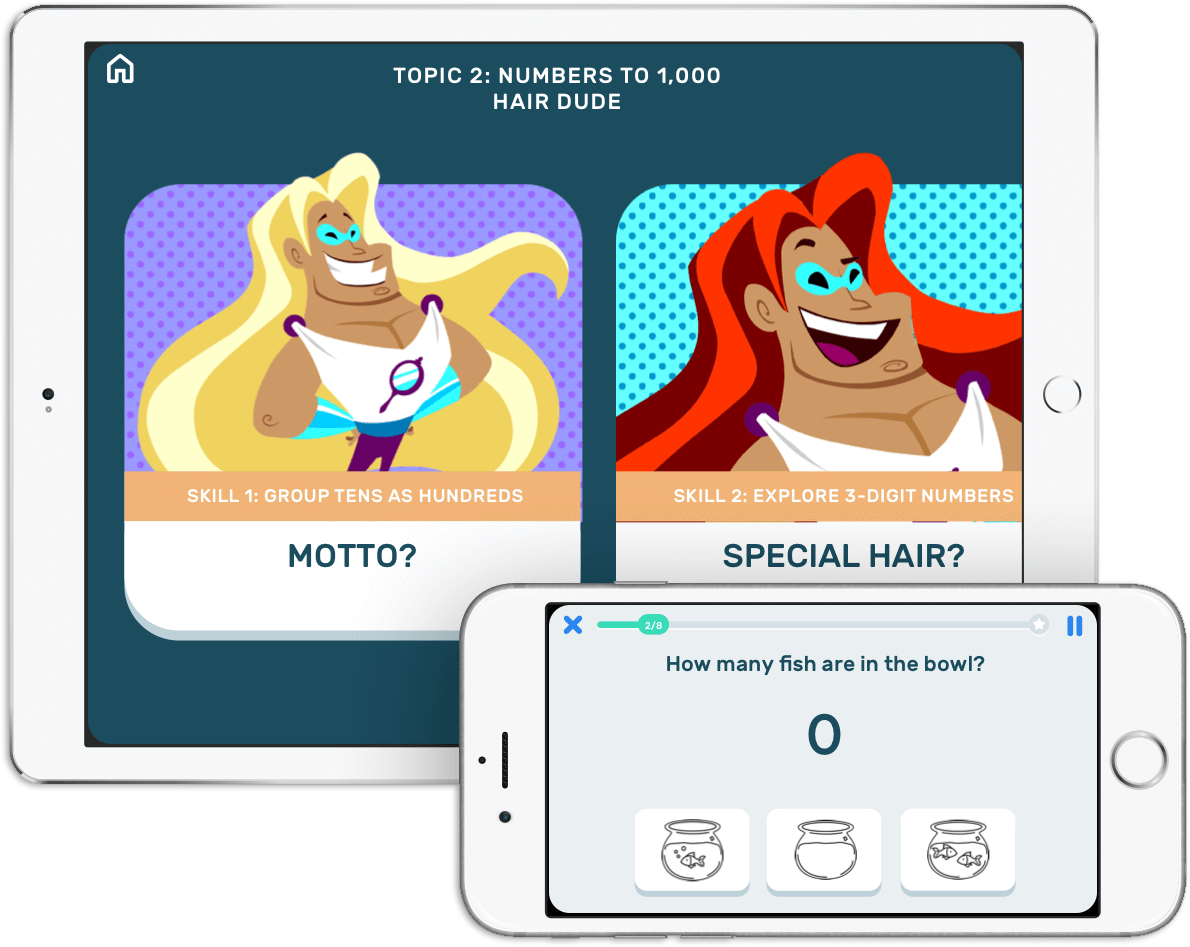 TOPIC 2: NUMBERS TO 1,000
HAIR DUDE
SKILL 1: GROUP TENS AS HUNDREDS
MOTTO?
SKILL 2: EXPLORE 3-DIGIT NUMBERS
SPECIAL HAIR?
2/8
How many fish are in the bowl?
0